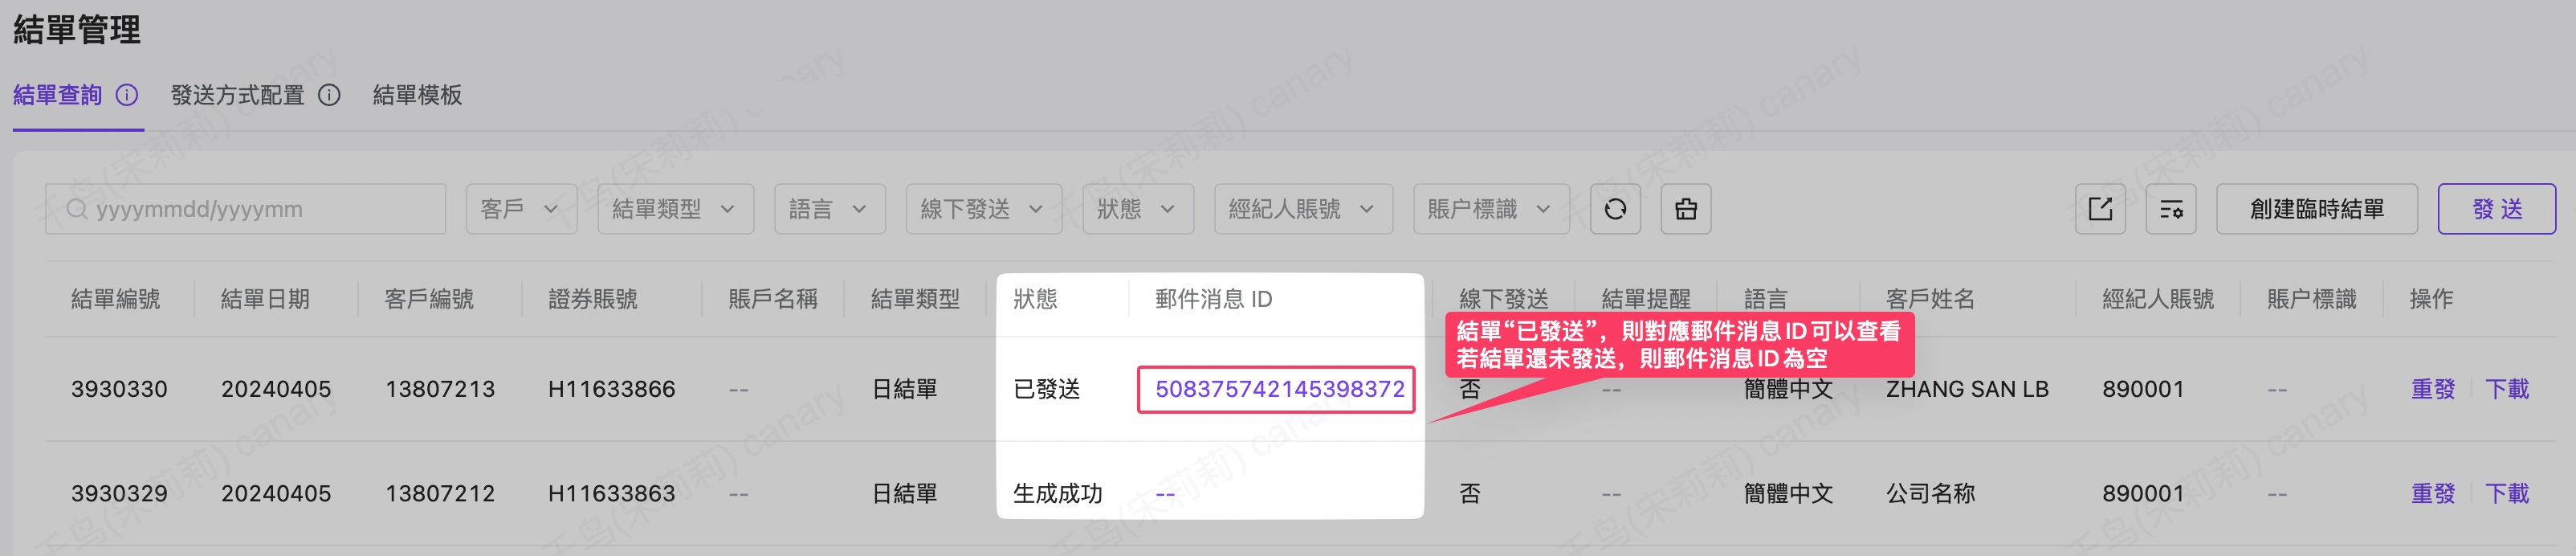 結單管理
結單查詢 發送方式配置 結單模板
yyyymmdd/yyyymm 客戶 結單類型 語言 線下發送 狀態 經紀人賬號 賬户標識 創建臨時結單 發 送
結單編號 結單日期 客戶編號 證券賬號 賬戶名稱 結單類型 狀態 郵件消息 ID 線下發送 結單提醒 語言 客戶姓名 經紀人賬號 賬户標識 操作
結單“已發送”，則對應郵件消息ID可以查看
若結單還未發送，則郵件消息ID為空
3930330 20240405 13807213 H11633866 -- 日結單 已發送 508375742145398372 否 -- 簡體中文 ZHANG SAN LB 890001 -- 重發 下載
3930329 20240405 13807212 H11633863 -- 日結單 生成成功 -- 否 -- 簡體中文 公司名称 890001 -- 重發 下載
千鸟(宋莉莉) canary